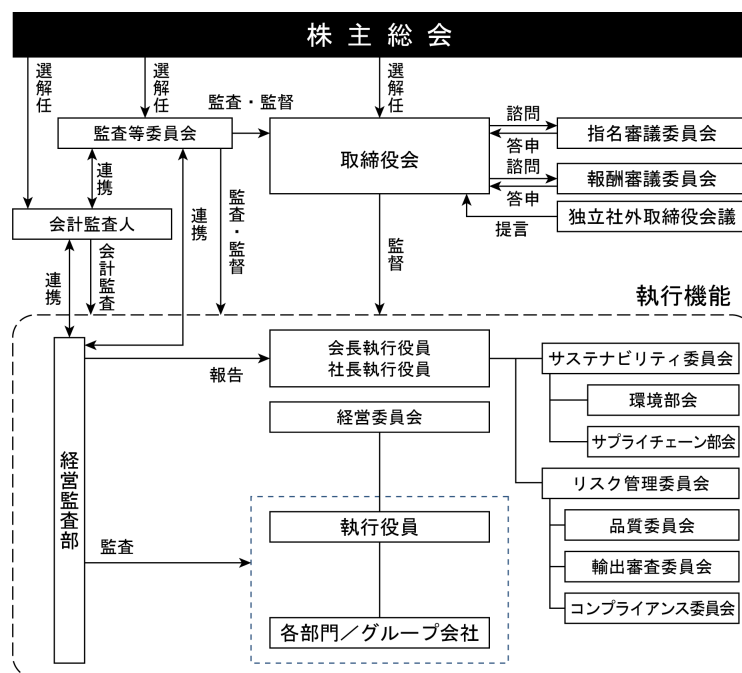 株主総会
選解任
選解任
選解任
監査等委員会
監査・監督
取締役会
諮問
答申
指名審議委員会
諮問
答申
報酬審議委員会
独立社外取締役会議
提言
連携
会計監査人
連携
会計監査
連携
監査・監督
監督
執行機能
経営監査部
報告
会長執行役員
社長執行役員
経営委員会
監査
執行役員
各部門／グループ会社
サステナビリティ委員会
環境部会
サプライチェーン部会
リスク管理委員会
品質委員会
輸出審査委員会
コンプライアンス委員会